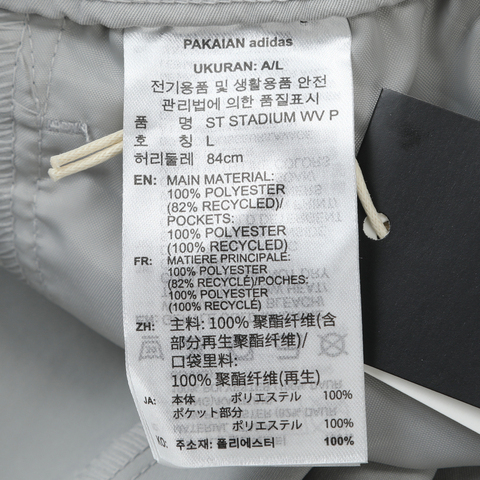 PAKAIAN adidas
UKURAN: A/L
전기용품 및 생활용품 안전
관리법에 의한 품질표시
품 명 ST STADIUM WV P
호 칭 L
허리둘레 84cm
EN: MAIN MATERIAL:
100% POLYESTER
(82% RECYCLED)/
POCKETS:
100% POLYESTER
(100% RECYCLED)
FR: MATIERE PRINCIPALE:
100% POLYESTER
(82% RECYCLÉ)/POCHES:
100% POLYESTER
(100% RECYCLÉ)
ZH: 主料: 100% 聚酯纤维(含
部分再生聚酯纤维)/
口袋里料:
100% 聚酯纤维(再生)
JA: 本体 ポリエステル 100%
ポケット部分
ポリエステル 100%
KO: 주소재: 폴리에스터 100%